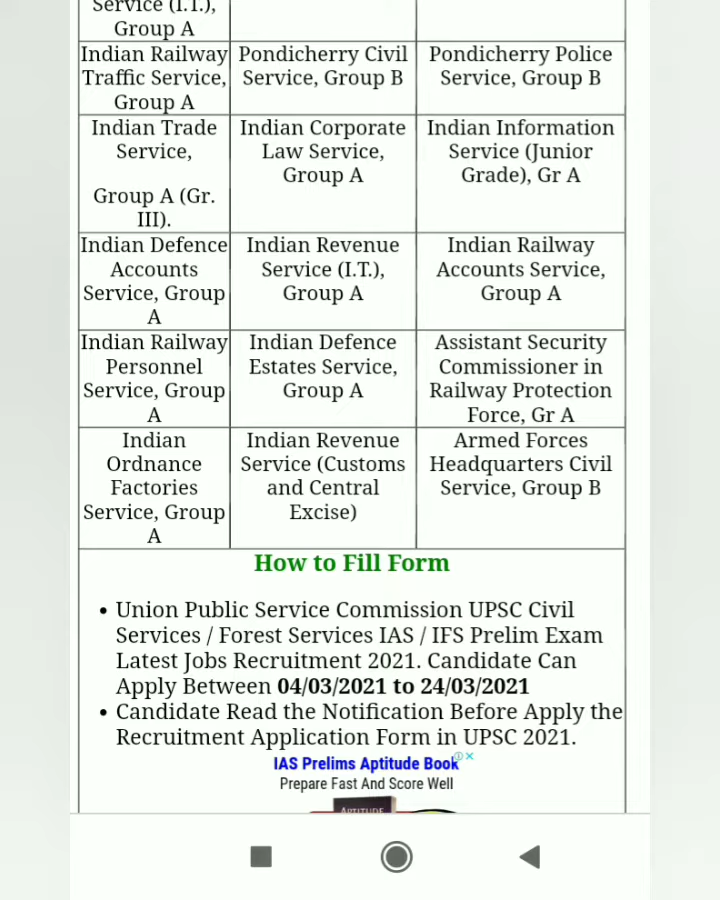 Service (I.T.),
Group A
Indian Railway
Traffic Service,
Group A
Pondicherry Civil
Service, Group B
Pondicherry Police
Service, Group B
Indian Trade
Service,
Group A (Gr.
III).
Indian Corporate
Law Service,
Group A
Indian Information
Service (Junior
Grade), Gr A
Indian Defence
Accounts
Service, Group
A
Indian Revenue
Service (I.T.),
Group A
Indian Railway
Accounts Service,
Group A
Indian Railway
Personnel
Service, Group
A
Indian Defence
Estates Service,
Group A
Assistant Security
Commissioner in
Railway Protection
Force, Gr A
Indian
Ordnance
Factories
Service, Group
A
Indian Revenue
Service (Customs
and Central
Excise)
Armed Forces
Headquarters Civil
Service, Group B
How to Fill Form
• Union Public Service Commission UPSC Civil
Services / Forest Services IAS / IFS Prelim Exam
Latest Jobs Recruitment 2021. Candidate Can
Apply Between 04/03/2021 to 24/03/2021
• Candidate Read the Notification Before Apply the
Recruitment Application Form in UPSC 2021.
IAS Prelims Aptitude Book
Prepare Fast And Score Well
APTITUDE